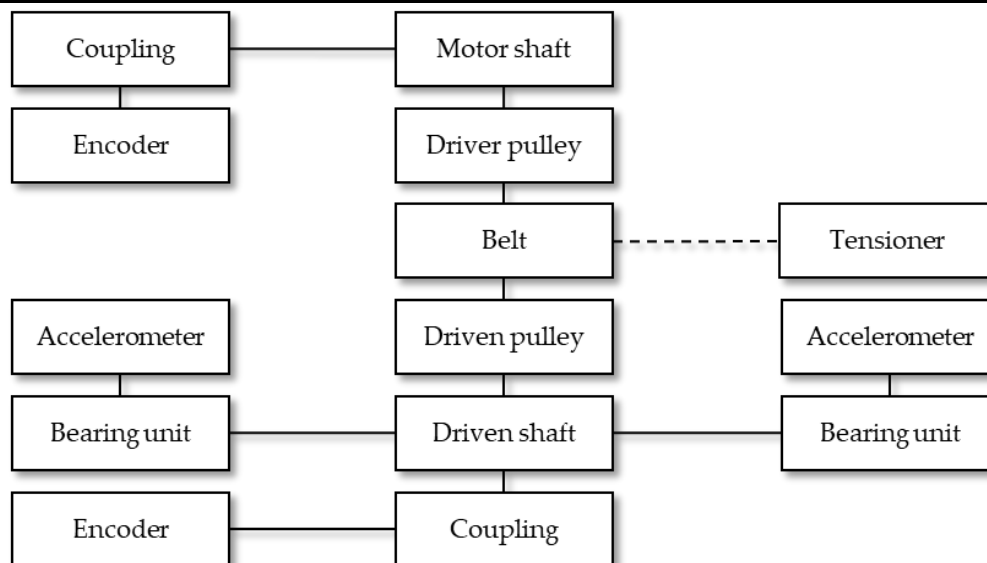 Coupling
Motor shaft
Encoder
Driver pulley
Belt
Tensioner
Accelerometer
Driven pulley
Accelerometer
Bearing unit
Driven shaft
Bearing unit
Encoder
Coupling